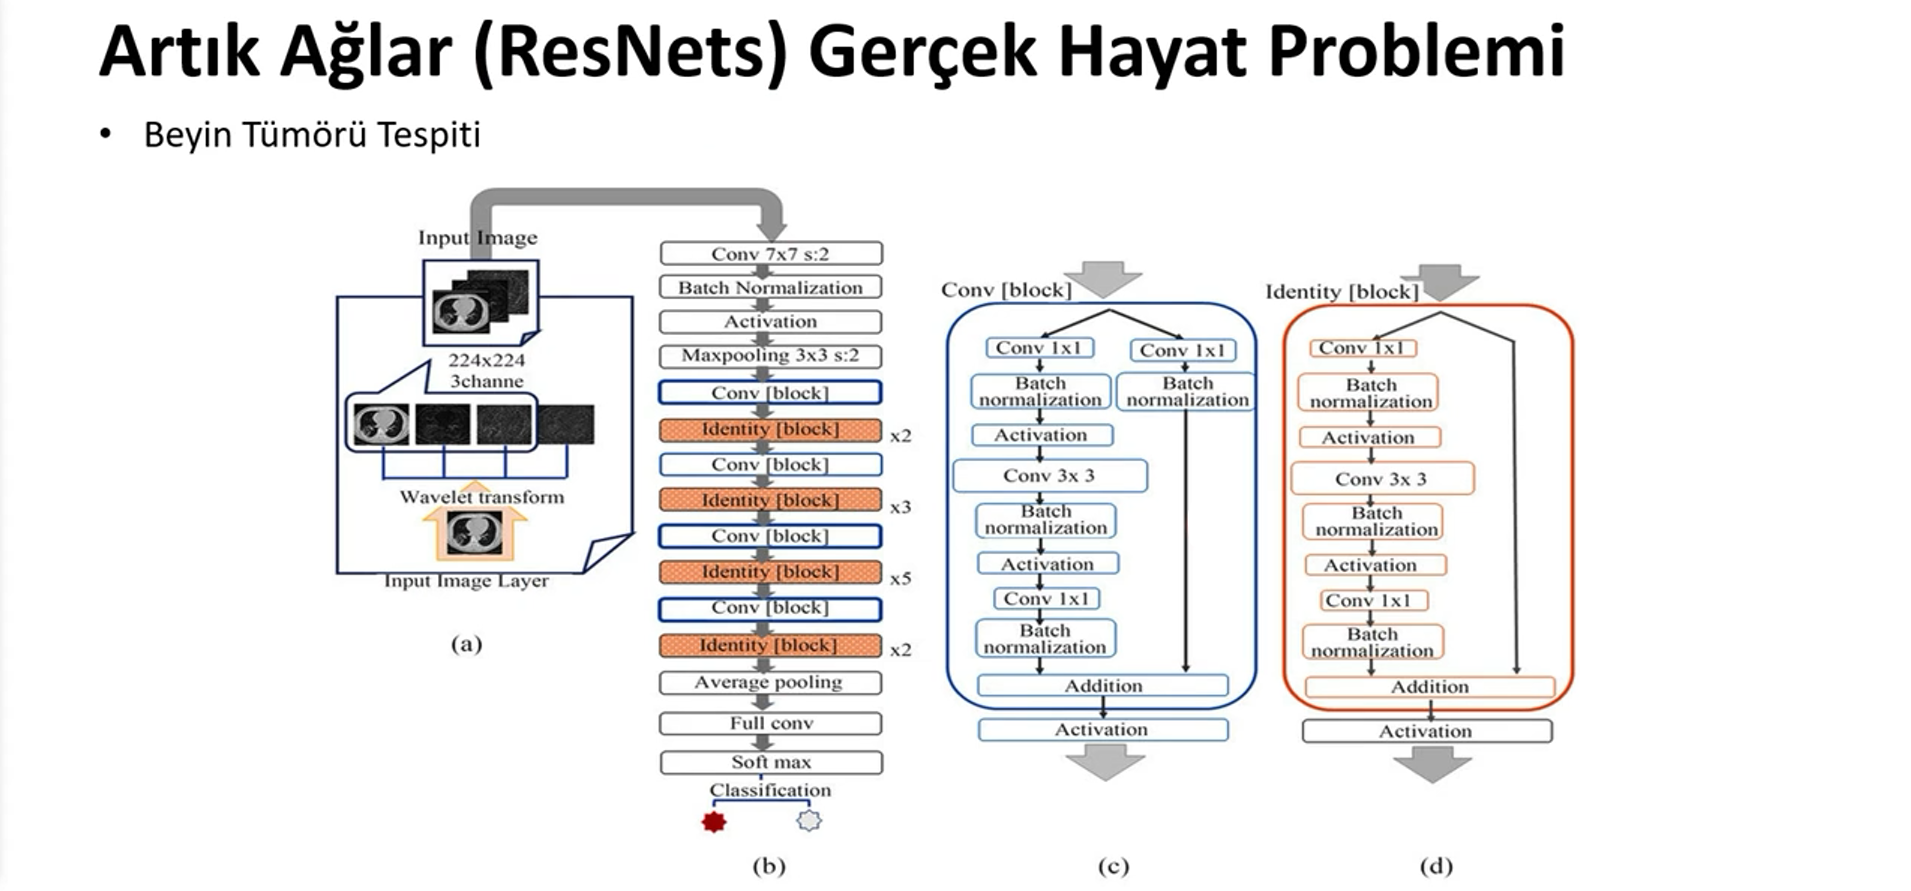 Artık Ağlar (ResNets) Gerçek Hayat Problemi
• Beyin Tümörü Tespiti
Input Image
224x224
3channe
Wavelet transform
Input Image Layer
(a)
Conv 7x7 s:2
Batch Normalization
Activation
Maxpooling 3x3 s:2
Conv [block]
Identity [block]
x2
Conv [block]
Identity [block]
x3
Conv [block]
Identity [block]
x5
Conv [block]
Identity [block]
x2
Average pooling
Full conv
Soft max
Classification
(b)
Conv [block]
Conv 1x1
Batch
normalization
Activation
Conv 3x 3
Batch
normalization
Activation
Conv 1x1
Batch
normalization
Conv 1x1
Batch
normalization
Addition
Activation
(c)
Identity [block]
Conv 1x1
Batch
normalization
Activation
Conv 3x 3
Batch
normalization
Activation
Conv 1x1
Batch
normalization
Addition
Activation
(d)